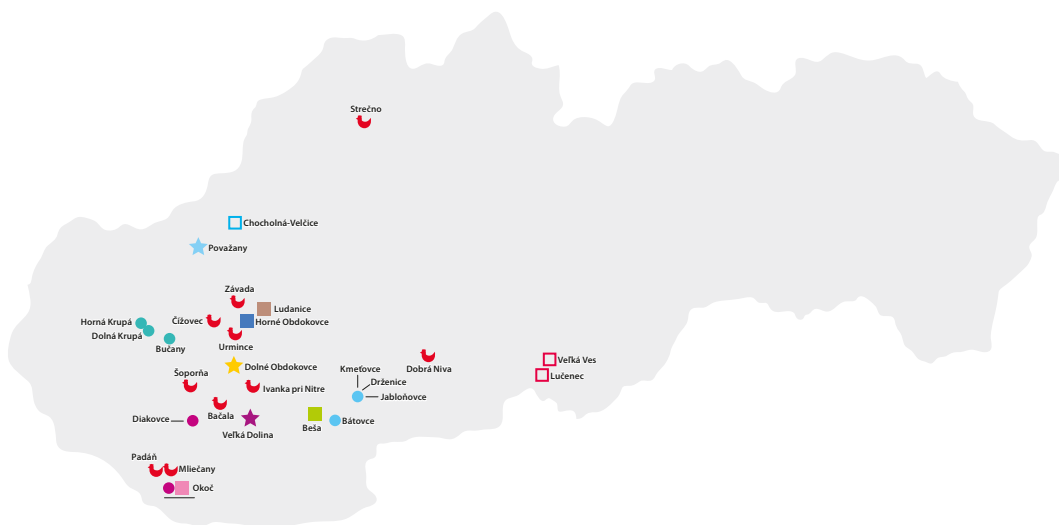 Strečno
Chocholná-Velčice
Považany
Závada
Ludanice
Čížovec
Horné Obdokovce
Horná Krupá
Dolná Krupá
Bučany
Urmince
Dolné Obdokovce
Šoporňa
Ivanka pri Nitre
Kmeťovce
Dobrá Niva
Drženice
Jabloňovce
Veľká Ves
Lučenec
Bačala
Diakovce
Veľká Dolina
Beša
Bátovce
Padáň
Mliečany
Okoč